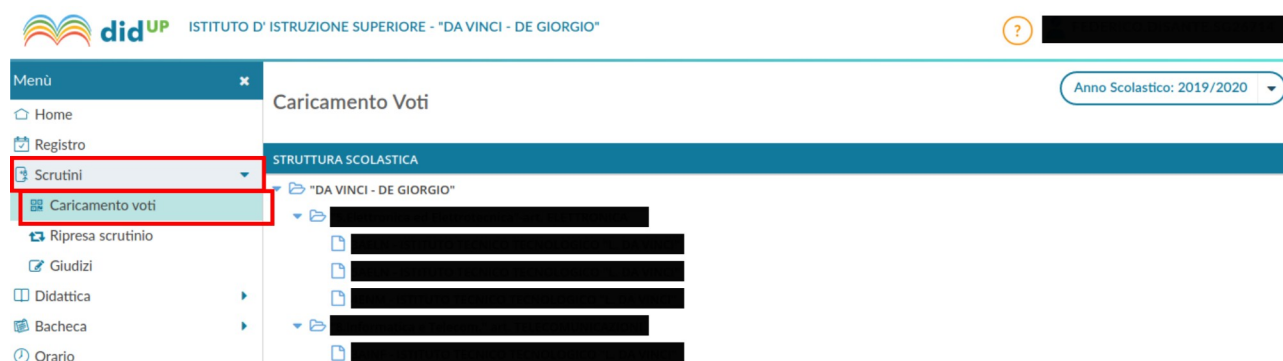 didUP ISTITUTO D' ISTRUZIONE SUPERIORE - "DA VINCI - DE GIORGIO" ?
Menù
Home
Registro
Scrutini
Caricamento voti
Ripresa scrutinio
Giudizi
Didattica
Bacheca
Orario
Caricamento Voti
Anno Scolastico: 2019/2020
STRUTTURA SCOLASTICA
"DA VINCI - DE GIORGIO"